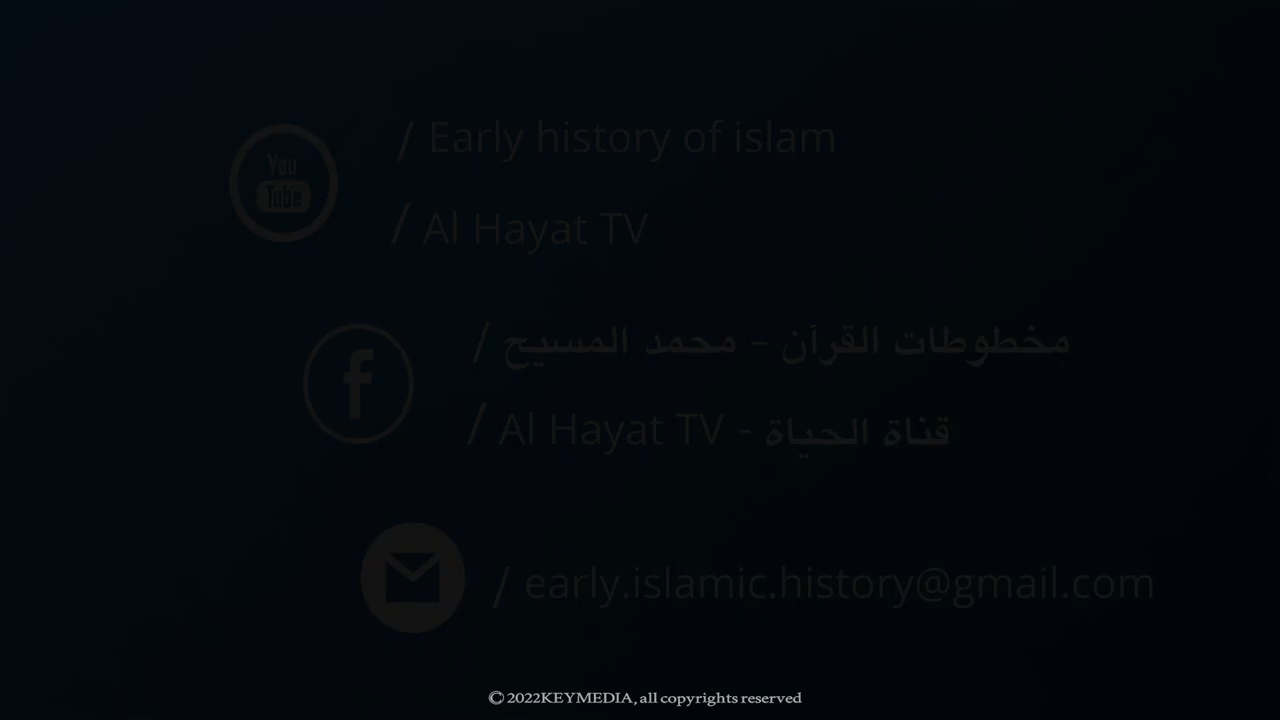 You
Tube
/ Early history of islam
/ Al Hayat TV
/ مخطوطات القرآن - محمد المسيح
/ Al Hayat TV - قناة الحياة
/ early.islamic.history@gmail.com
© 2022KEYMEDIA, all copyrights reserved